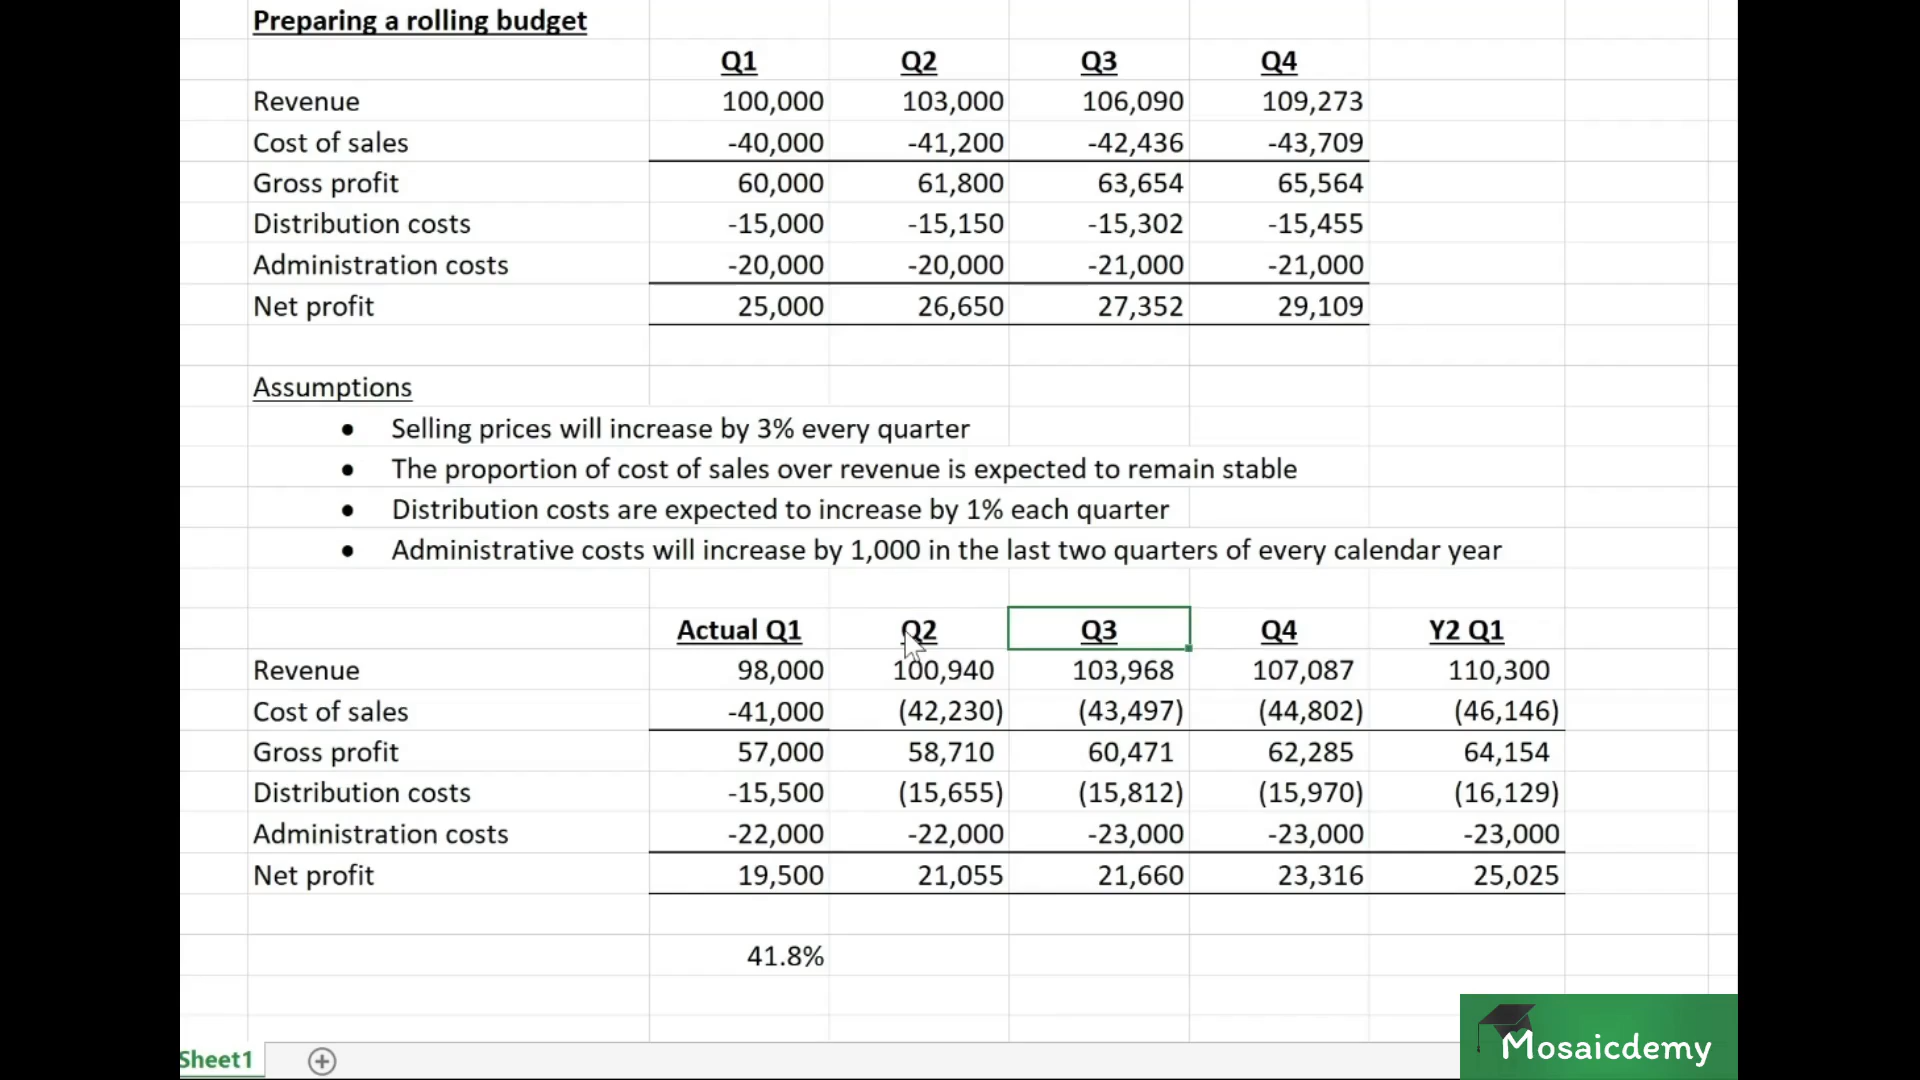 Preparing a rolling budget
Q1 Q2 Q3 Q4
Revenue 100,000 103,000 106,090 109,273
Cost of sales -40,000 -41,200 -42,436 -43,709
Gross profit 60,000 61,800 63,654 65,564
Distribution costs -15,000 -15,150 -15,302 -15,455
Administration costs -20,000 -20,000 -21,000 -21,000
Net profit 25,000 26,650 27,352 29,109
Assumptions
• Selling prices will increase by 3% every quarter
• The proportion of cost of sales over revenue is expected to remain stable
• Distribution costs are expected to increase by 1% each quarter
• Administrative costs will increase by 1,000 in the last two quarters of every calendar year
Actual Q1 Q2 Q3 Q4 Y2 Q1
Revenue 98,000 100,940 103,968 107,087 110,300
Cost of sales -41,000 (42,230) (43,497) (44,802) (46,146)
Gross profit 57,000 58,710 60,471 62,285 64,154
Distribution costs -15,500 (15,655) (15,812) (15,970) (16,129)
Administration costs -22,000 -22,000 -23,000 -23,000 -23,000
Net profit 19,500 21,055 21,660 23,316 25,025
41.8%
Sheet1
Mosaicdemy